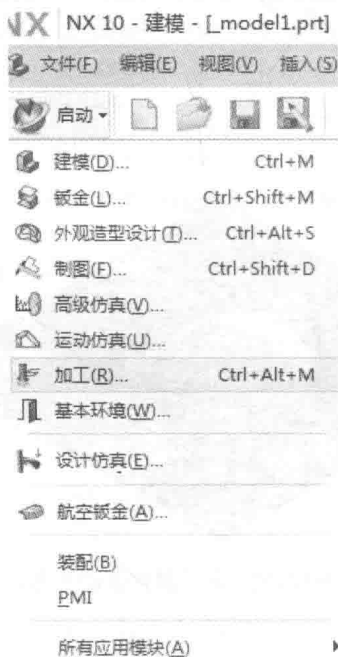 NX NX 10 - 建模 - [_model1.prt]
文件(F) 编辑(E) 视图(V) 插入(S)
启动
建模(D)... Ctrl+M
钣金(L)... Ctrl+Shift+M
外观造型设计(T)... Ctrl+Alt+S
制图(F)... Ctrl+Shift+D
高级仿真(V)...
运动仿真(U)...
加工(R)... Ctrl+Alt+M
基本环境(W)...
设计仿真(E)...
航空钣金(A)...
装配(B)
PMI
所有应用模块(A)